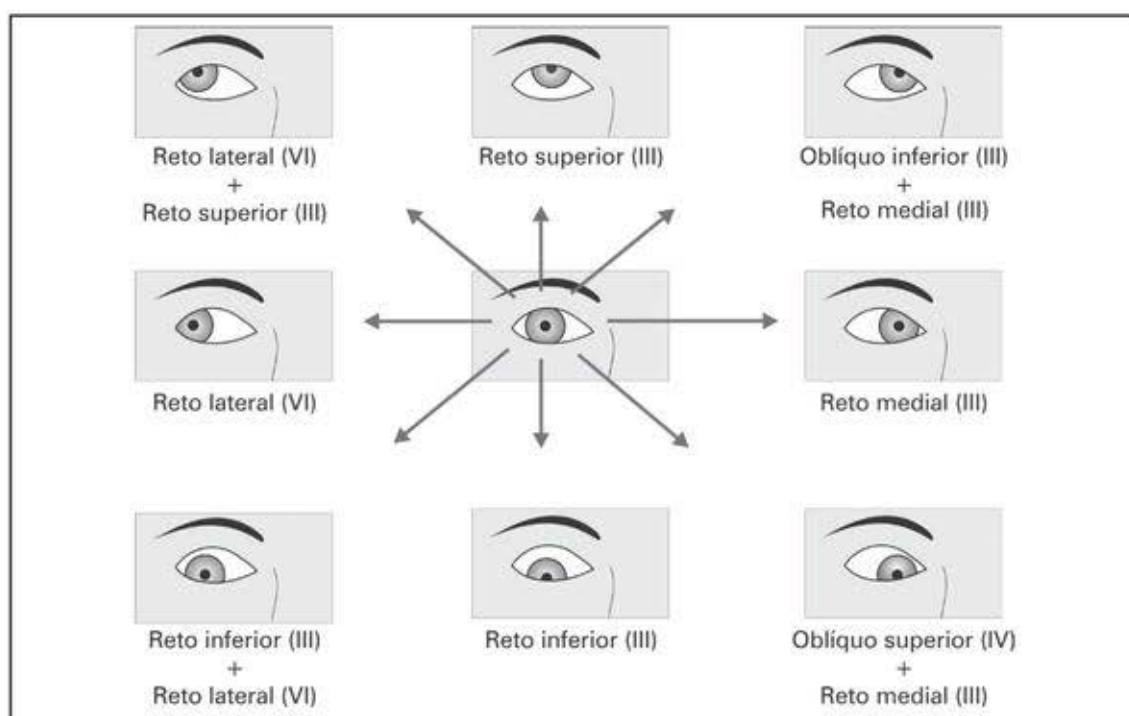 Reto lateral (VI)
+
Reto superior (III)
Reto superior (III)
Oblíquo inferior (III)
+
Reto medial (III)
Reto lateral (VI)
Reto medial (III)
Reto inferior (III)
+
Reto lateral (VI)
Reto inferior (III)
Oblíquo superior (IV)
+
Reto medial (III)